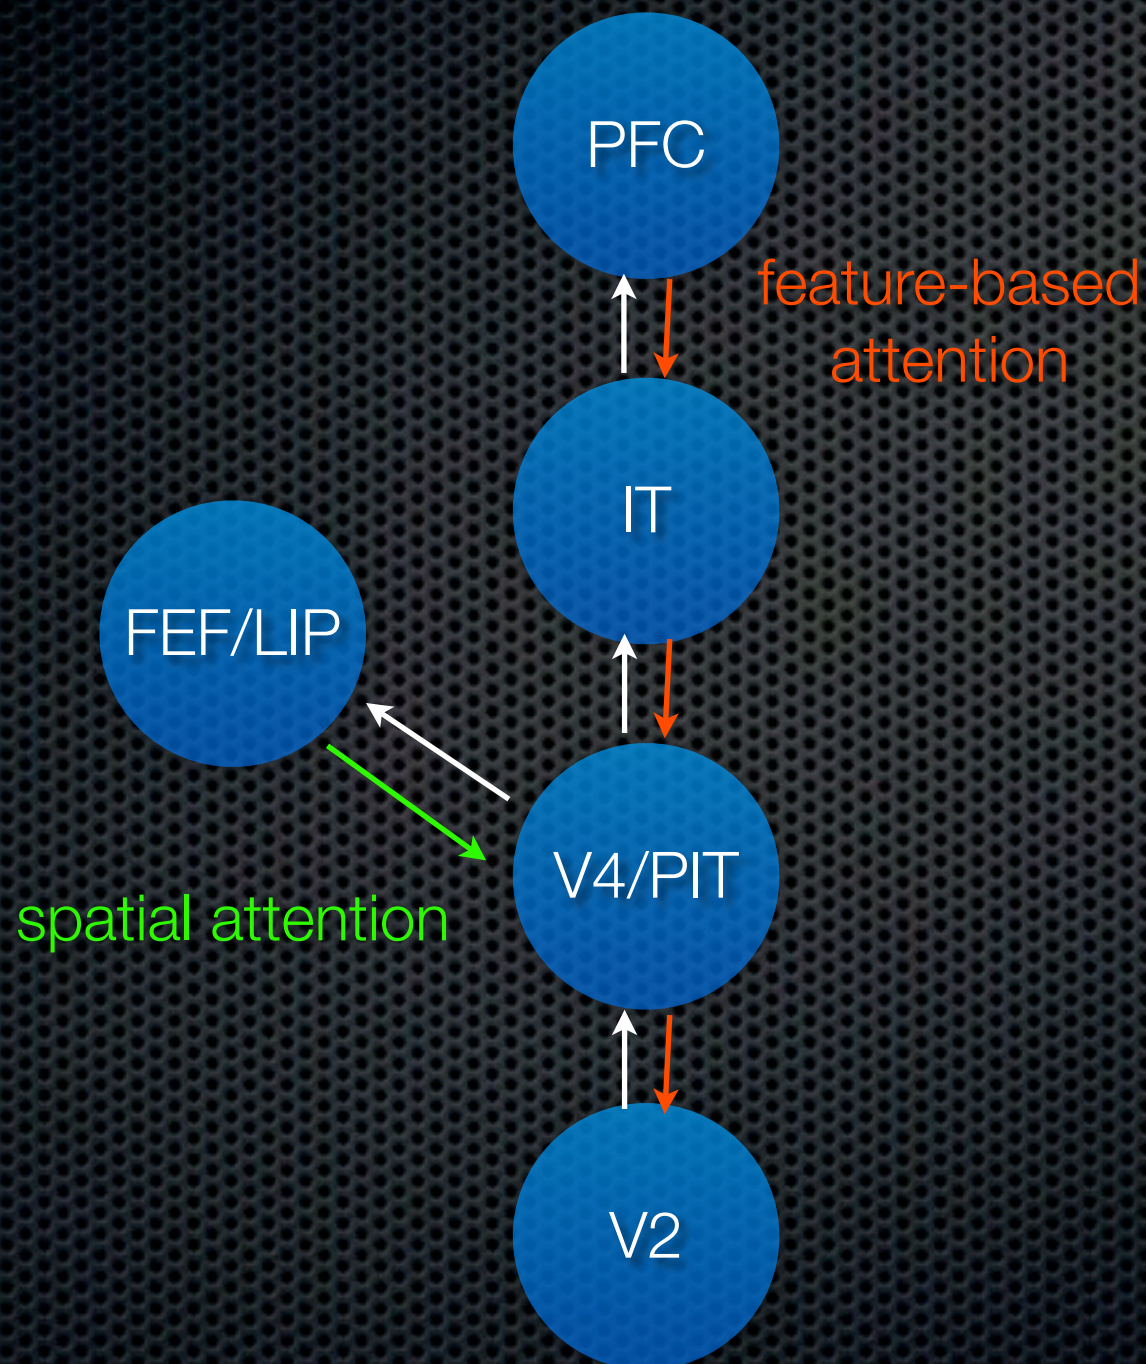 PFC
feature-based
attention
IT
FEF/LIP
V4/PIT
spatial attention
V2